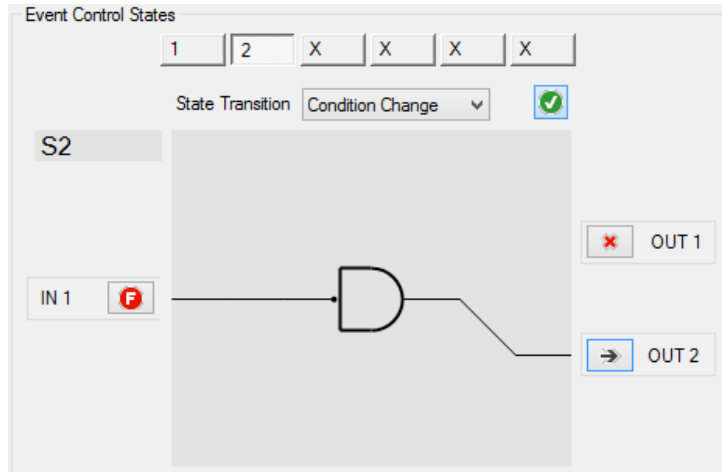 Event Control States
1 2 X X X X
State Transition Condition Change
S2
OUT 1
IN 1 F
OUT 2